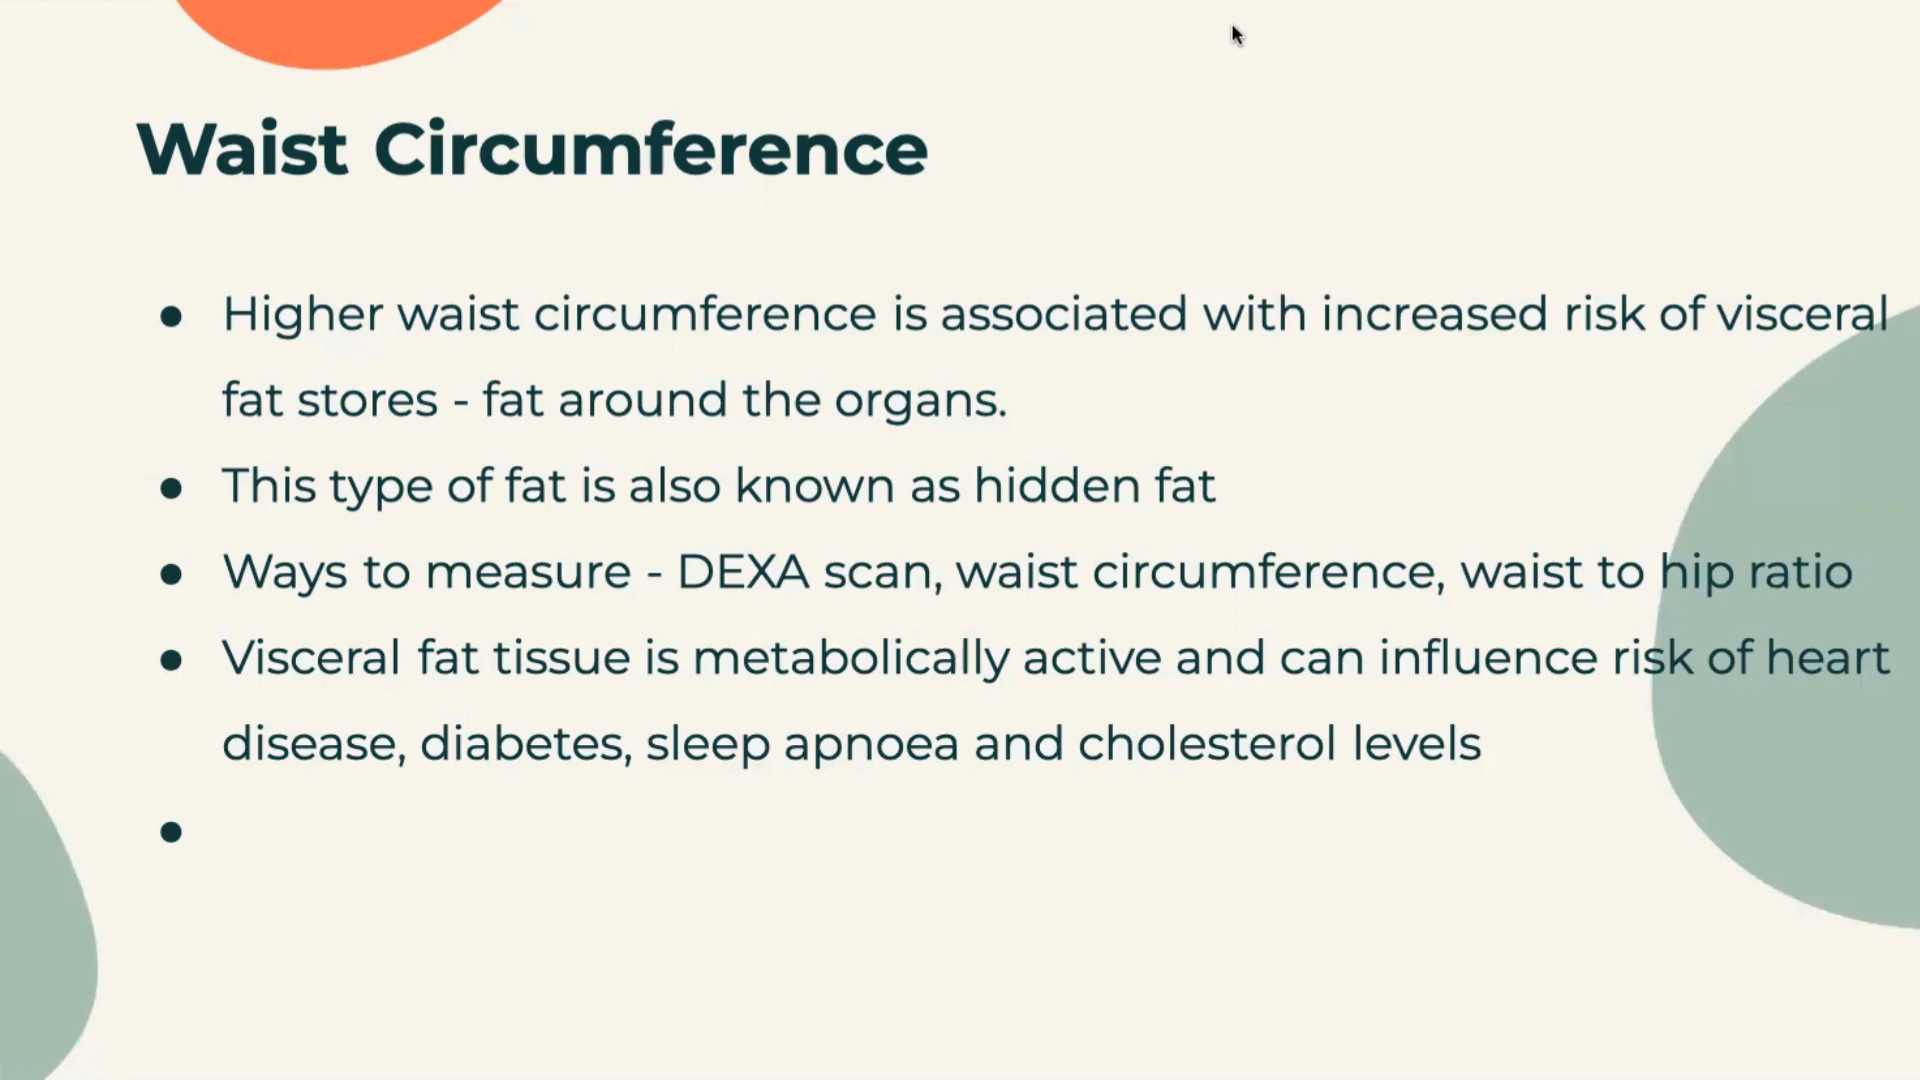 Waist Circumference
● Higher waist circumference is associated with increased risk of visceral
fat stores - fat around the organs.
● This type of fat is also known as hidden fat
● Ways to measure - DEXA scan, waist circumference, waist to hip ratio
● Visceral fat tissue is metabolically active and can influence risk of heart
disease, diabetes, sleep apnoea and cholesterol levels
●